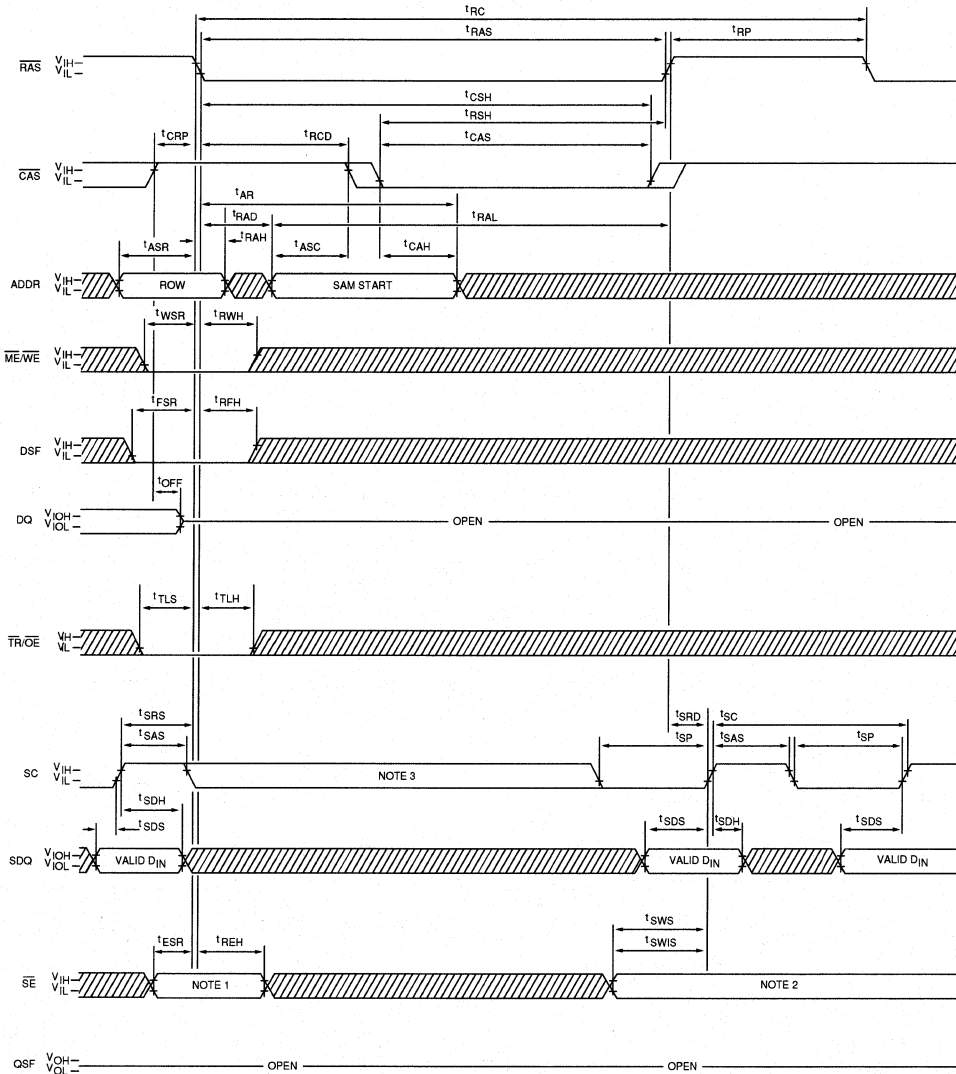 tRC
tRAS
tRP
RAS VIH
VIL
tCSH
tRSH
tCRP
tRCD
tCAS
CAS VIH
VIL
tAR
tRAD
tRAL
tRAH
tASR
tASC
tCAH
ADDR VIH
VIL
ROW
SAM START
tWSR
tRWH
ME/WE VIH
VIL
tFSR
tRFH
DSF VIH
VIL
tOFF
DQ VIOH
VIOL
OPEN
OPEN
tTLS
tTLH
TR/OE VIH
VIL
tSRS
tSRD
tSC
tSAS
tSP
tSAS
tSP
SC VIH
VIL
NOTE 3
tSDH
tSDS
tSDS
tSDH
tSDS
SDQ VIOH
VIOL
VALID DIN
VALID DIN
VALID DIN
tSWS
tESR
tREH
tSWIS
SE VIH
VIL
NOTE 1
NOTE 2
QSF VOH
VOL
OPEN
OPEN